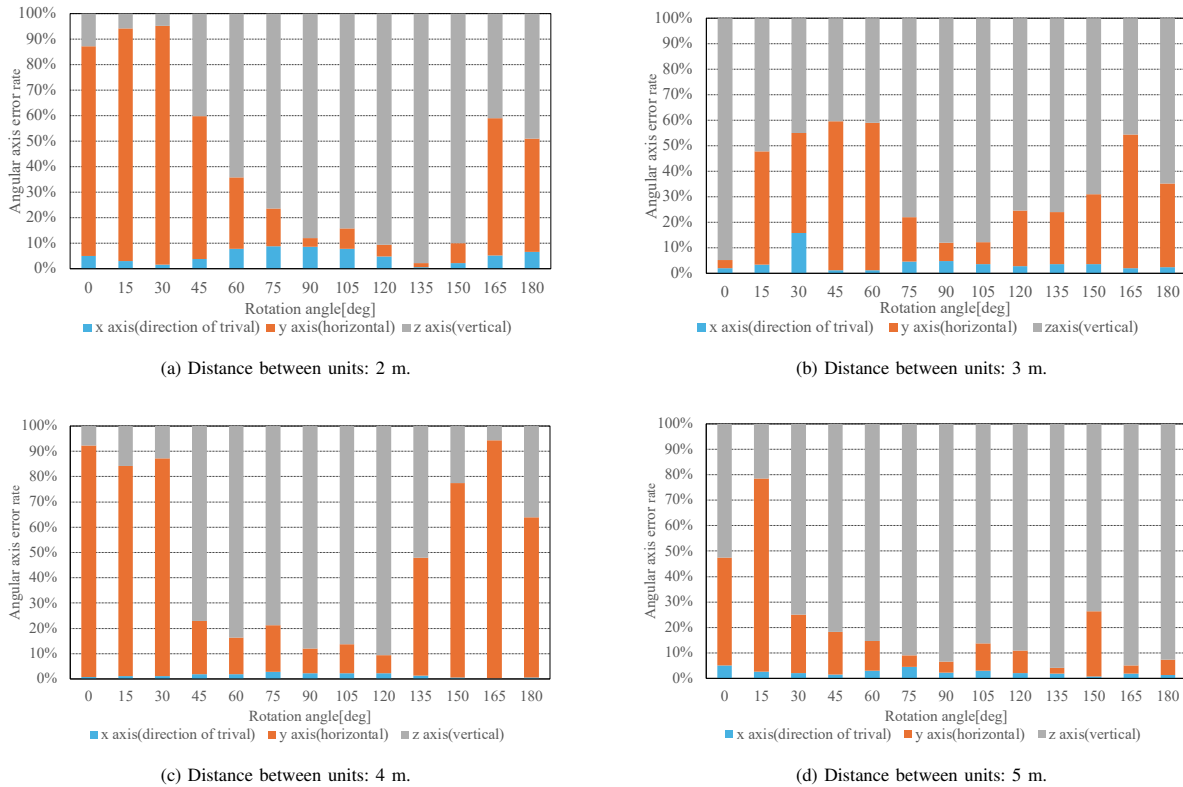 100%
90%
80%
70%
60%
50%
40%
30%
20%
10%
0%
Angular axis error rate
0 15 30 45 60 75 90 105 120 135 150 165 180
Rotation angle[deg]
x axis(direction of trival) y axis(horizontal) z axis(vertical)
(a) Distance between units: 2 m.
100%
90%
80%
70%
60%
50%
40%
30%
20%
10%
0%
Angular axis error rate
0 15 30 45 60 75 90 105 120 135 150 165 180
Rotation angle[deg]
x axis(direction of trival) y axis(horizontal) zaxis(vertical)
(b) Distance between units: 3 m.
100%
90%
80%
70%
60%
50%
40%
30%
20%
10%
0%
Angular axis error rate
0 15 30 45 60 75 90 105 120 135 150 165 180
Rotation angle[deg]
x axis(direction of trival) y axis(horizontal) z axis(vertical)
(c) Distance between units: 4 m.
100%
90%
80%
70%
60%
50%
40%
30%
20%
10%
0%
Angular axis error rate
0 15 30 45 60 75 90 105 120 135 150 165 180
Rotation angle[deg]
x axis(direction of trival) y axis(horizontal) z axis(vertical)
(d) Distance between units: 5 m.